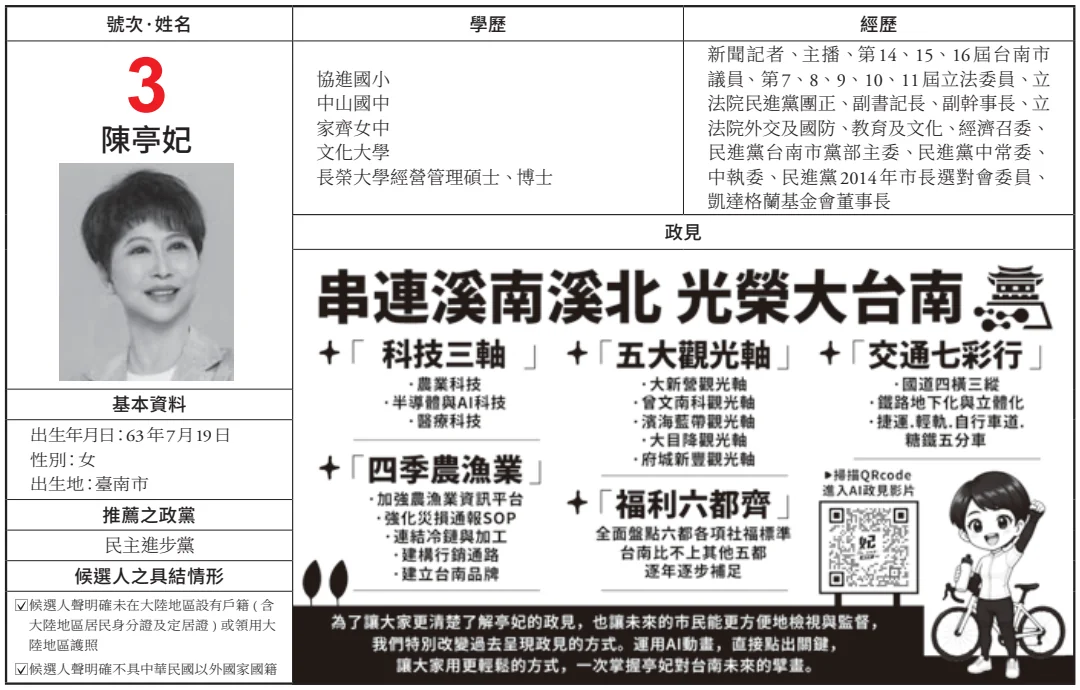 號次·姓名
3
陳亭妃
基本資料
出生年月日：63年7月19日
性別：女
出生地：臺南市
推薦之政黨
民主進步黨
候選人之具結情形
☑候選人聲明確未在大陸地區設有戶籍（含
大陸地區居民身分證及定居證）或領用大
陸地區護照
☑候選人聲明確不具中華民國以外國家國籍
學歷
協進國小
中山國中
家齊女中
文化大學
長榮大學經營管理碩士、博士
經歷
新聞記者、主播、第14、15、16屆台南市
議員、第7、8、9、10、11屆立法委員、立
法院民進黨團正、副書記長、副幹事長、立
法院外交及國防、教育及文化、經濟召委、
民進黨台南市黨部主委、民進黨中常委、
中執委、民進黨2014年市長選對會委員、
凱達格蘭基金會董事長
政見
串連溪南溪北 光榮大台南
「科技三軸」
·農業科技
·半導體與AI科技
·醫療科技
「四季農漁業」
·加強農漁業資訊平台
·強化災損通報SOP
·連結冷鏈與加工
·建構行銷通路
·建立台南品牌
「五大觀光軸」
·大新營觀光軸
·曾文南科觀光軸
·濱海藍帶觀光軸
·大目降觀光軸
·府城新豐觀光軸
「福利六都齊」
全面盤點六都各項社福標準
台南比不上其他五都
逐年逐步補足
「交通七彩行」
·國道四橫三縱
·鐵路地下化與立體化
·捷運.輕軌.自行車道.
糖鐵五分車
▶掃描QRcode
進入AI政見影片
妃
為了讓大家更清楚了解亭妃的政見，也讓未來的市民能更方便地檢視與監督，
我們特別改變過去呈現政見的方式。運用AI動畫，直接點出關鍵，
讓大家用更輕鬆的方式，一次掌握亭妃對台南未來的擘畫。